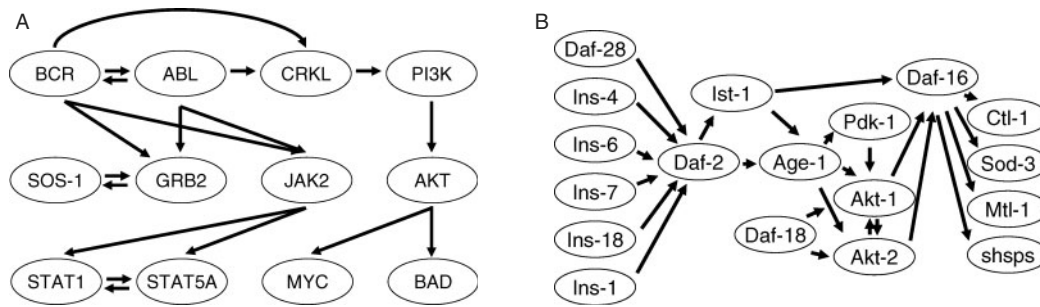 A
BCR ABL CRKL PI3K
SOS-1 GRB2 JAK2 AKT
STAT1 STAT5A MYC BAD
B
Daf-28
Ins-4
Ins-6
Ins-7
Ins-18
Ins-1
Daf-2
Ist-1
Age-1
Daf-18
Pdk-1
Akt-1
Akt-2
Daf-16
Ctl-1
Sod-3
Mtl-1
shsps